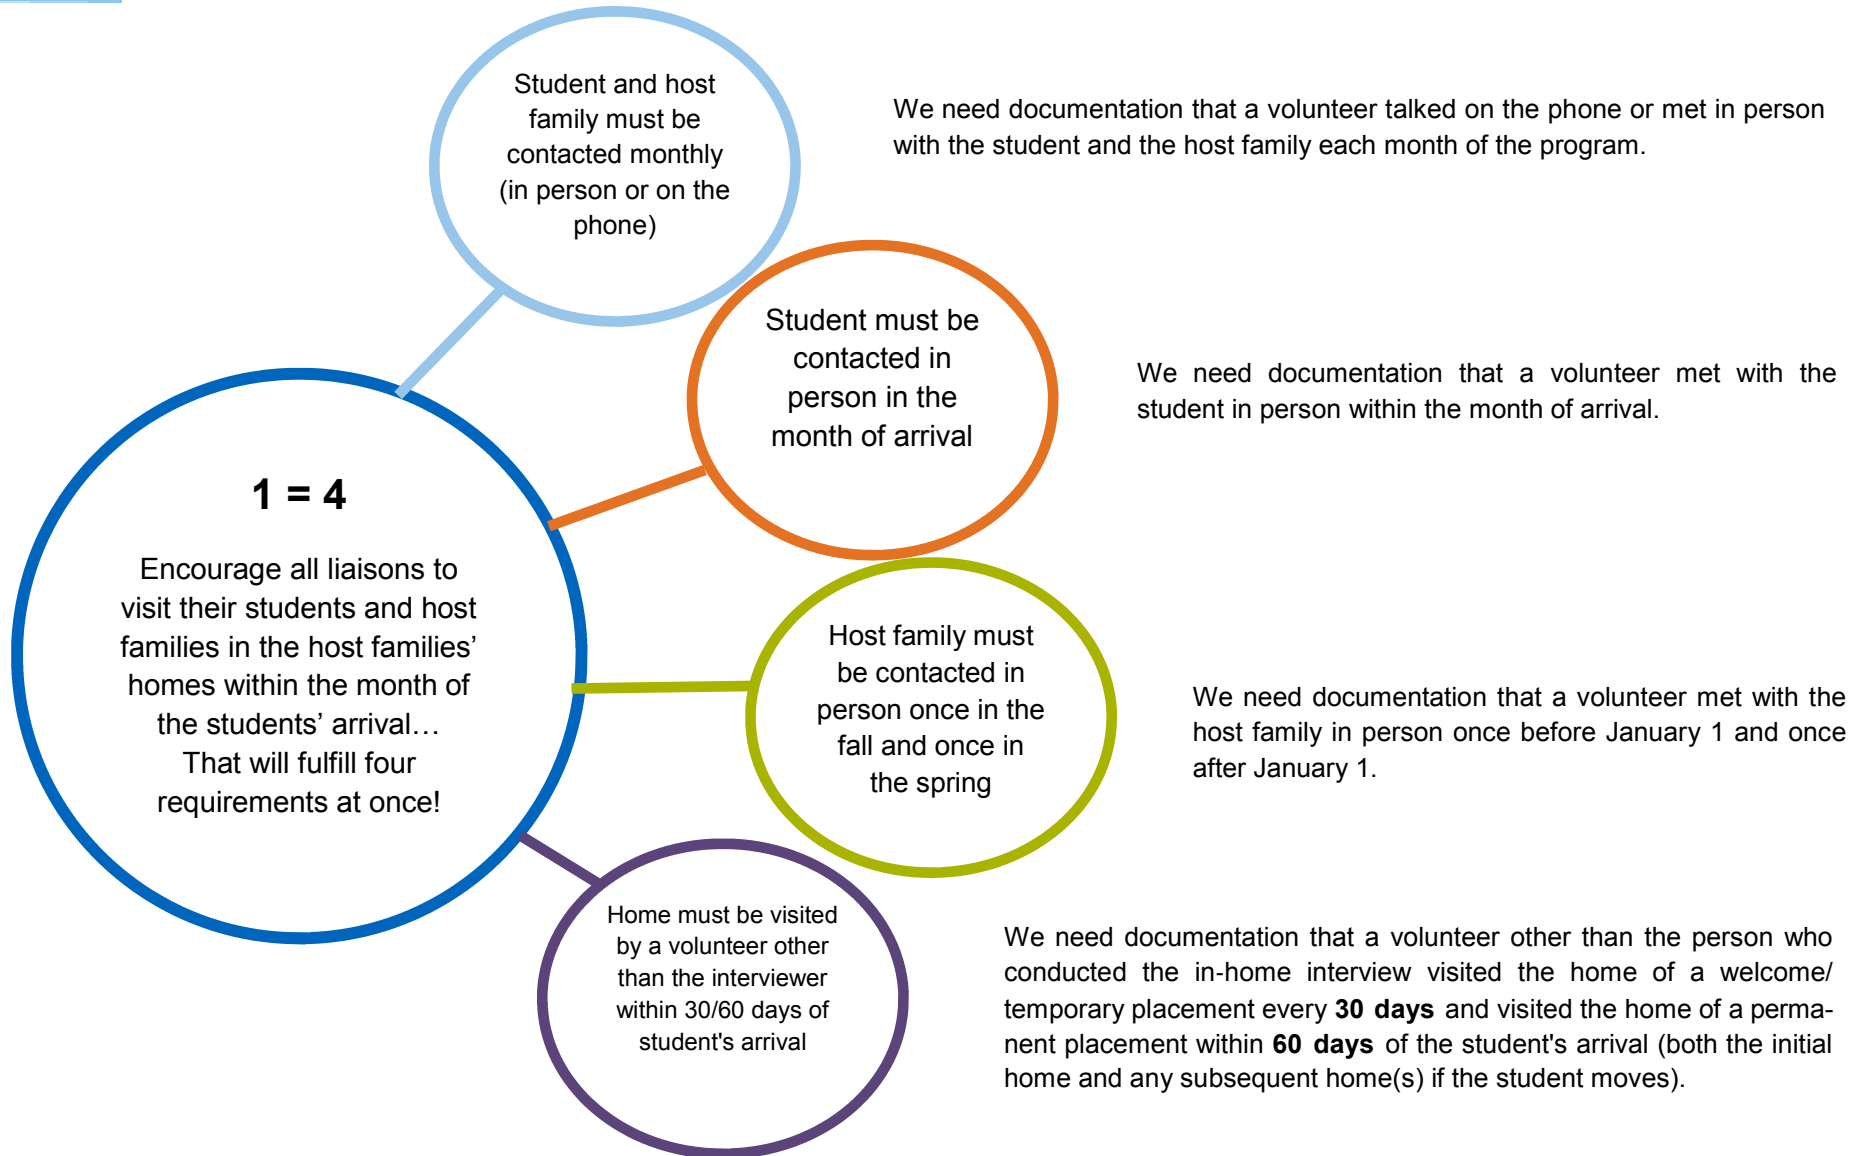 Student and host
family must be
contacted monthly
(in person or on the
phone)
We need documentation that a volunteer talked on the phone or met in person
with the student and the host family each month of the program.
Student must be
contacted in
person in the
month of arrival
We need documentation that a volunteer met with the
student in person within the month of arrival.
1 = 4
Encourage all liaisons to
visit their students and host
families in the host families’
homes within the month of
the students’ arrival…
That will fulfill four
requirements at once!
Host family must
be contacted in
person once in the
fall and once in
the spring
We need documentation that a volunteer met with the
host family in person once before January 1 and once
after January 1.
Home must be visited
by a volunteer other
than the interviewer
within 30/60 days of
student's arrival
We need documentation that a volunteer other than the person who
conducted the in-home interview visited the home of a welcome/
temporary placement every 30 days and visited the home of a perma-
nent placement within 60 days of the student's arrival (both the initial
home and any subsequent home(s) if the student moves).